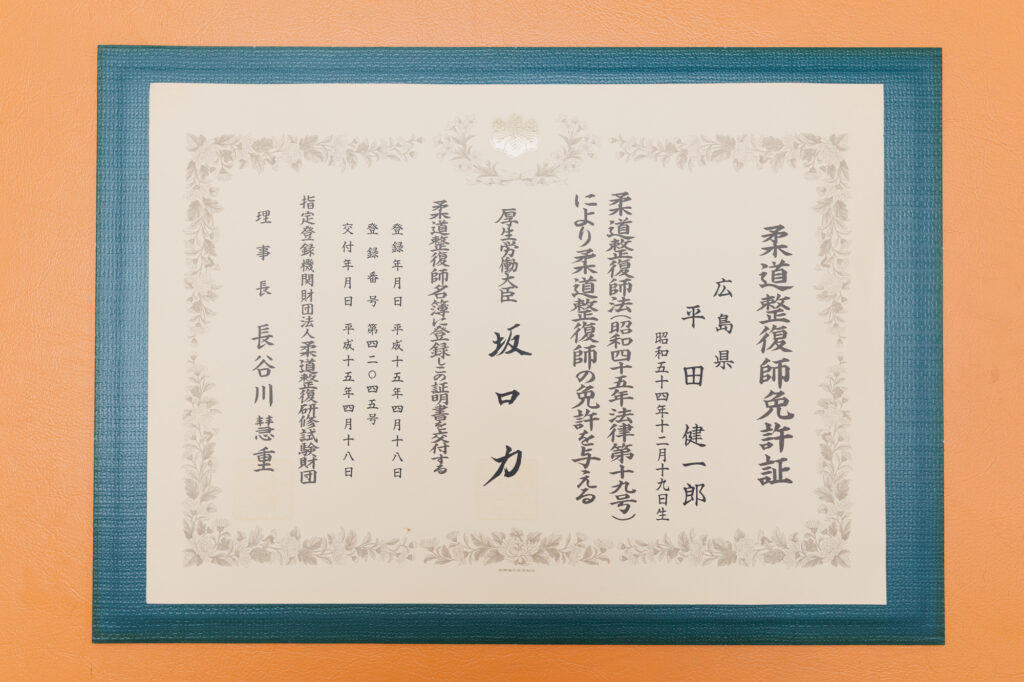 柔道整復師免許証
広島県
平田健一郎
昭和五十四年十二月十九日生
柔道整復師法(昭和四十五年法律第十九号)
により柔道整復師の免許を与える
厚生労働大臣 坂口力
柔道整復師名簿に登録しこの証明書を交付する
登録年月日 平成十五年四月十八日
登録番号 第四二〇四五号
交付年月日 平成十五年四月十八日
指定登録機関財団法人柔道整復研修試験財団
理事長 長谷川慧重